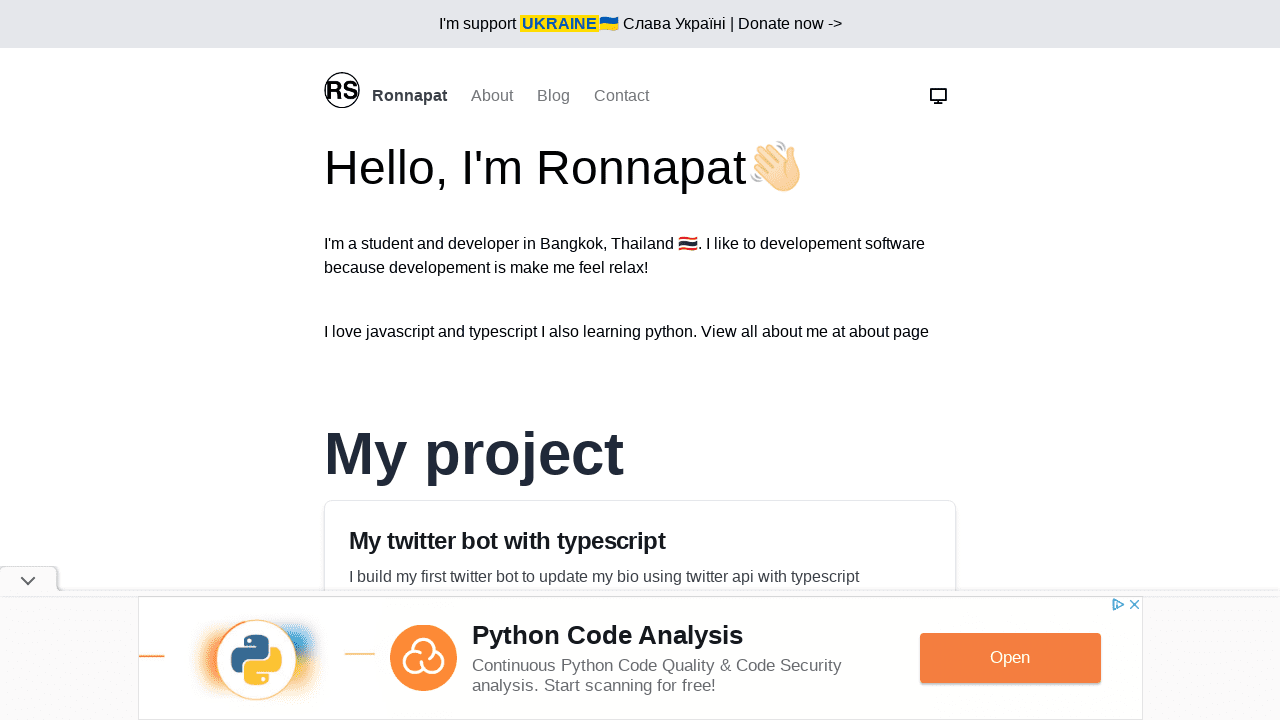 I'm support UKRAINE🇺🇦 Слава Україні | Donate now ->
RS Ronnapat About Blog Contact
Hello, I'm Ronnapat👋🏻
I'm a student and developer in Bangkok, Thailand 🇹🇭. I like to developement software
because developement is make me feel relax!
I love javascript and typescript I also learning python. View all about me at about page
My project
My twitter bot with typescript
I build my first twitter bot to update my bio using twitter api with typescript
Python Code Analysis
Continuous Python Code Quality & Code Security
analysis. Start scanning for free!
Open